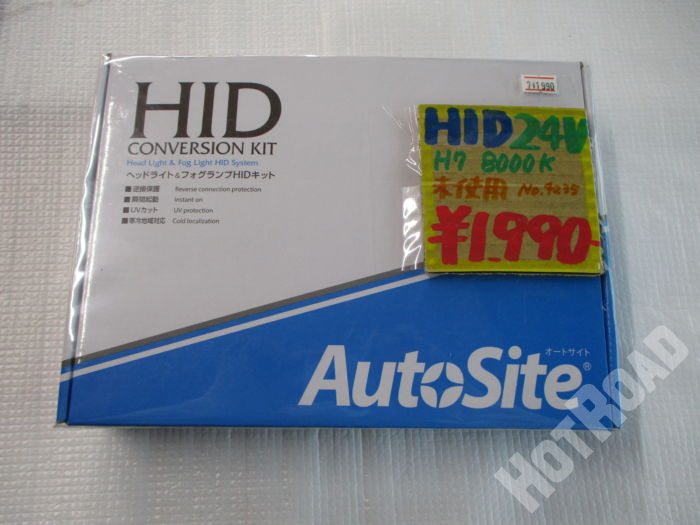 HID
CONVERSION KIT
Head Light & Fog Light HID System
ヘッドライト&フォグランプHIDキット
■逆接保護 Reverse connection protection
■瞬間起動 instant on
■UVカット UV protection
■寒冷地域対応 Cold localization
HID 24V
H7 8000K
未使用 No.9235
¥1,990-
オートサイト
AutoSite®
HOTROAD